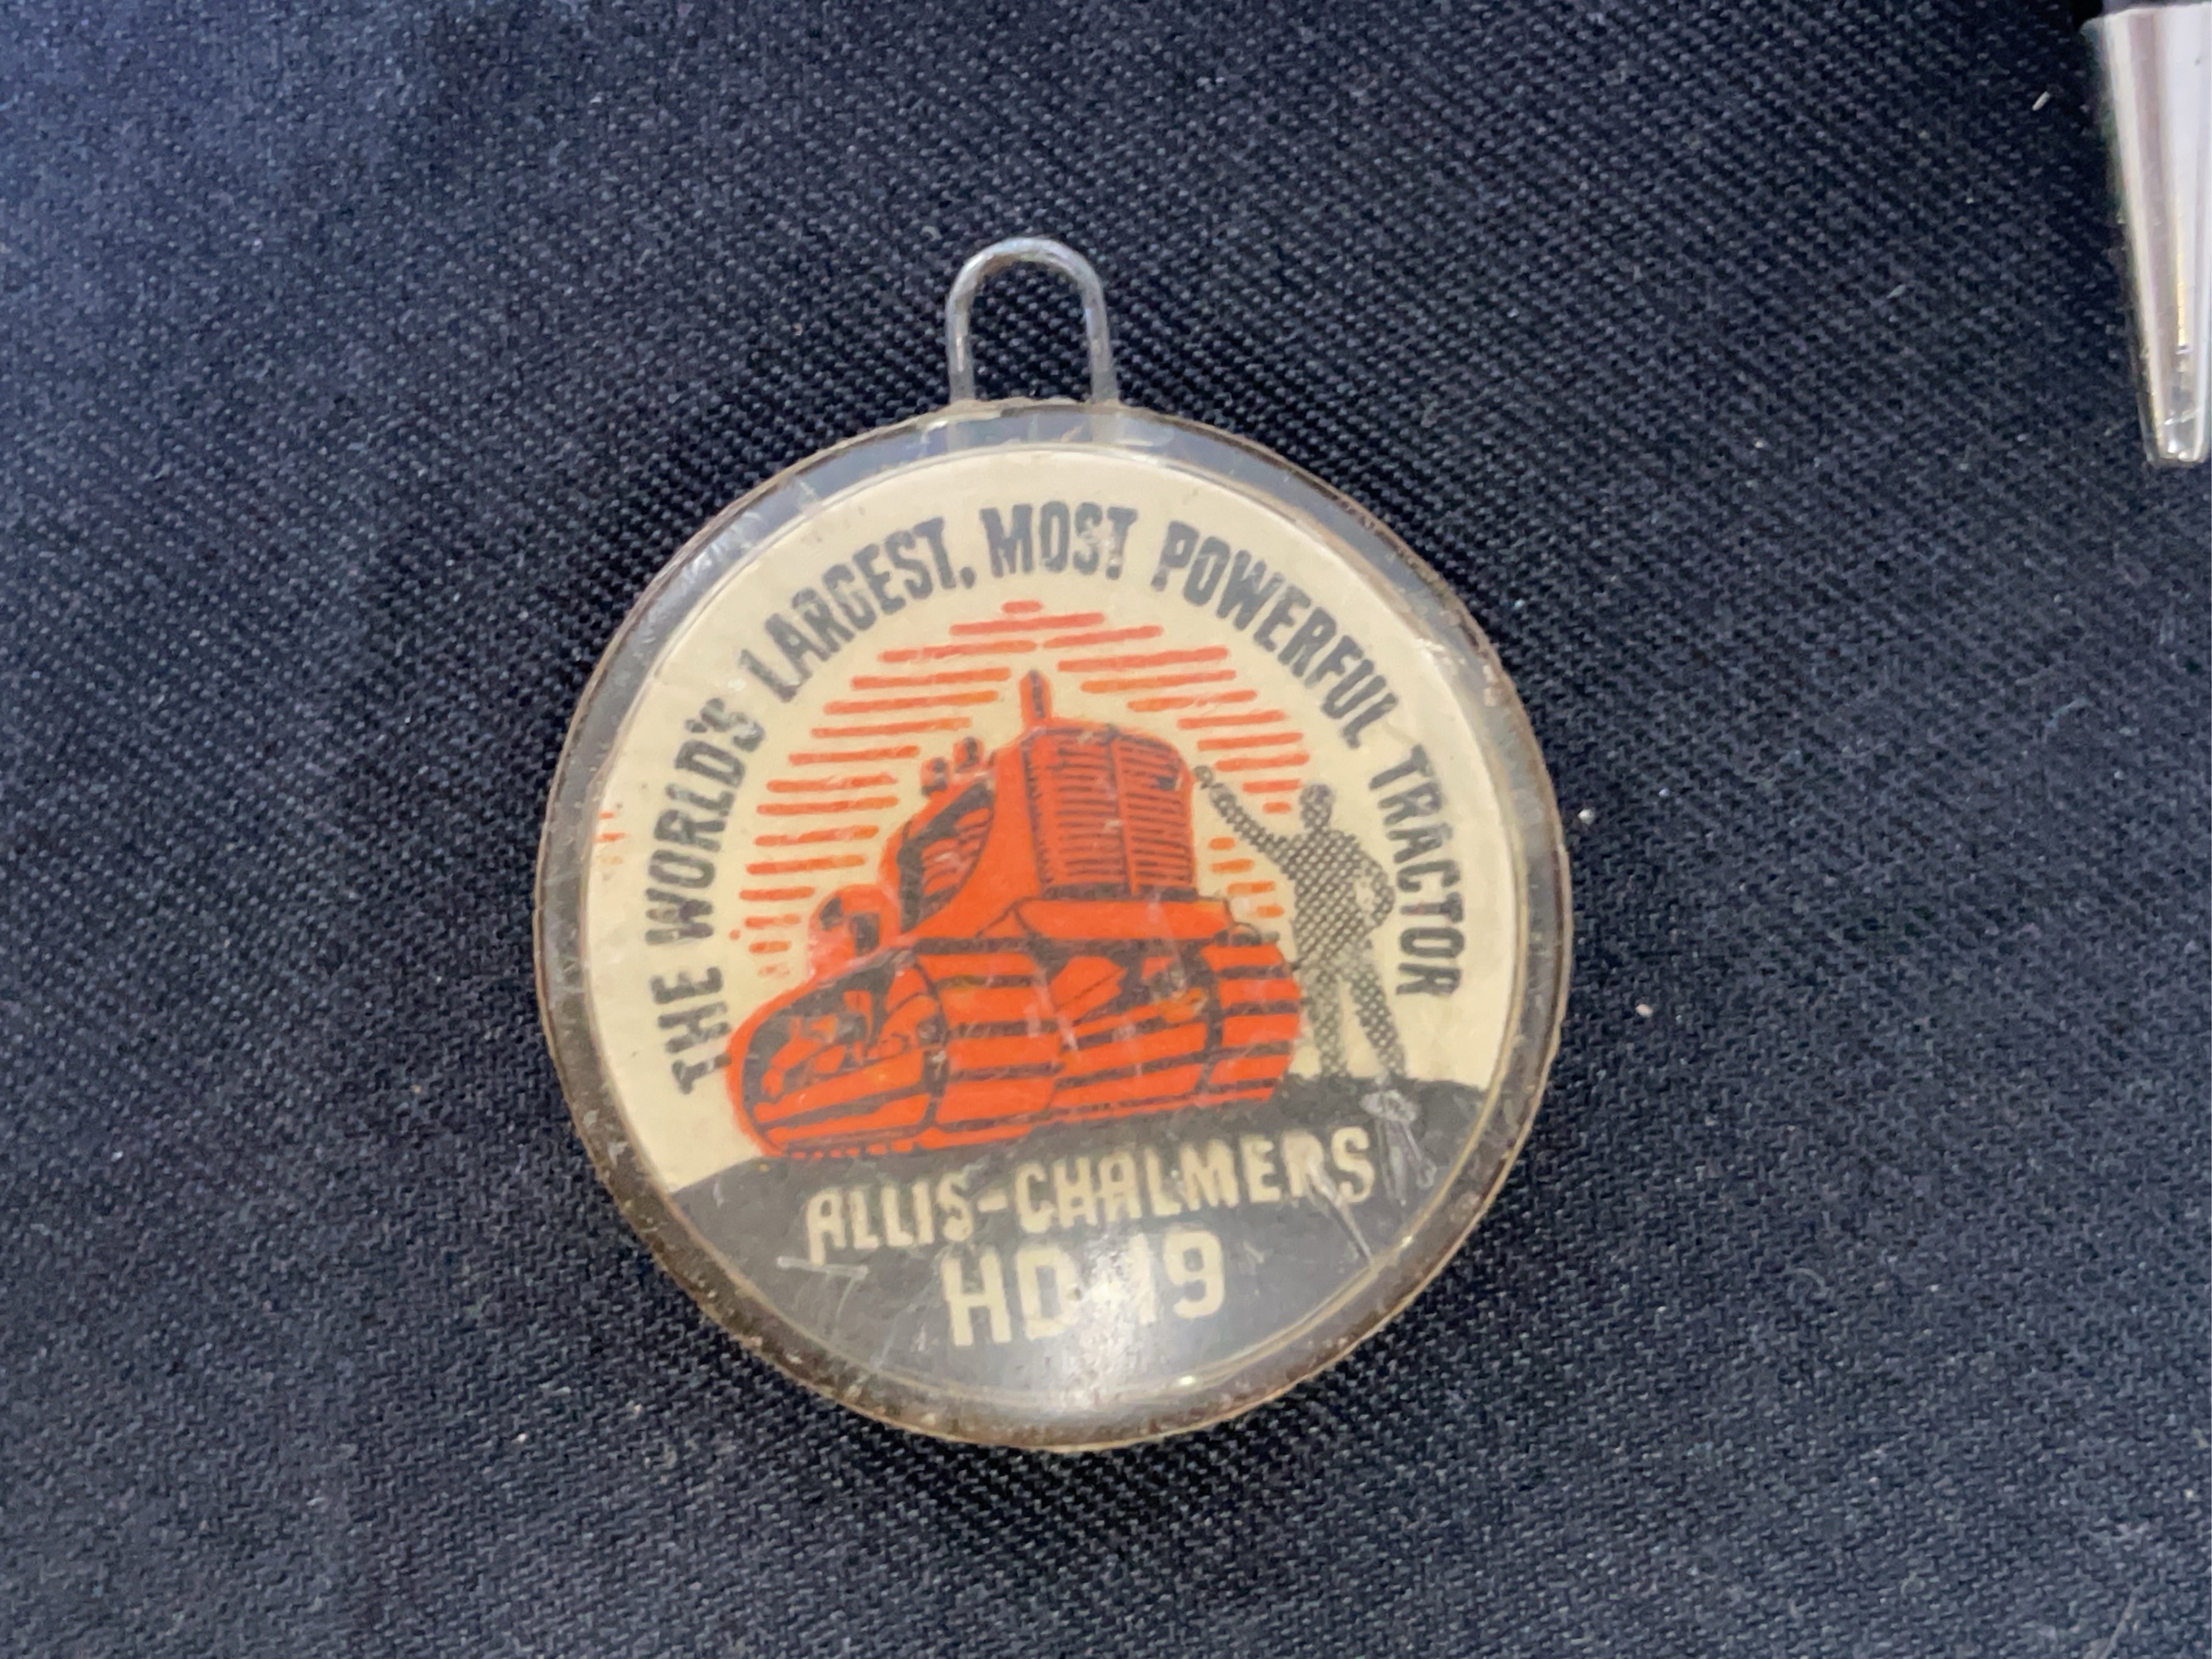 THE WORLD'S LARGEST, MOST POWERFUL TRACTOR
ALLIS-CHALMERS
HD-19